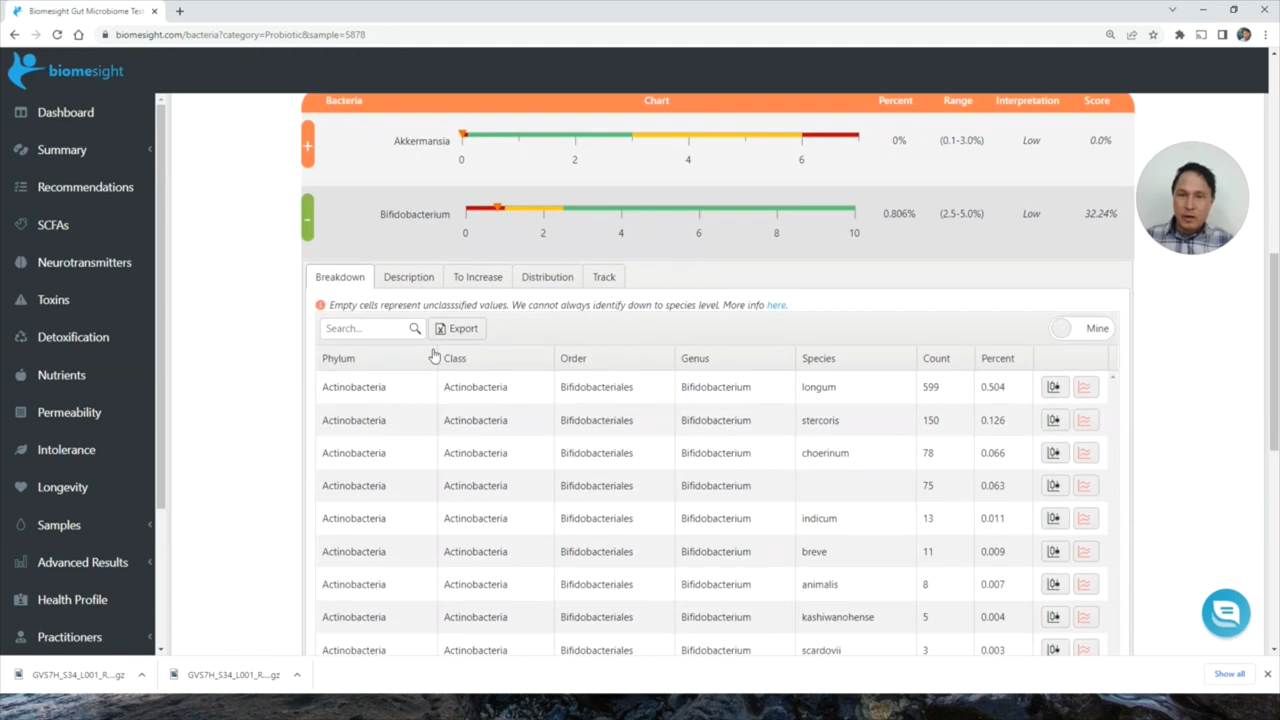 Biomesight Gut Microbiome Tes
biomesight.com/bacteria?category=Probiotic&sample=5878
biomesight
Dashboard
Summary
Recommendations
SCFAs
Neurotransmitters
Toxins
Detoxification
Nutrients
Permeability
Intolerance
Longevity
Samples
Advanced Results
Health Profile
Practitioners
Bacteria Chart Percent Range Interpretation Score
Akkermansia 0% (0.1-3.0%) Low 0.0%
0 2 4 6
Bifidobacterium 0.806% (2.5-5.0%) Low 32.24%
0 2 4 6 8 10
Breakdown Description To Increase Distribution Track
Empty cells represent unclasssified values. We cannot always identify down to species level. More info here.
Search... Export Mine
Phylum Class Order Genus Species Count Percent
Actinobacteria Actinobacteria Bifidobacteriales Bifidobacterium longum 599 0.504
Actinobacteria Actinobacteria Bifidobacteriales Bifidobacterium stercoris 150 0.126
Actinobacteria Actinobacteria Bifidobacteriales Bifidobacterium choerinum 78 0.066
Actinobacteria Actinobacteria Bifidobacteriales Bifidobacterium 75 0.063
Actinobacteria Actinobacteria Bifidobacteriales Bifidobacterium indicum 13 0.011
Actinobacteria Actinobacteria Bifidobacteriales Bifidobacterium breve 11 0.009
Actinobacteria Actinobacteria Bifidobacteriales Bifidobacterium animalis 8 0.007
Actinobacteria Actinobacteria Bifidobacteriales Bifidobacterium kashiwanohense 5 0.004
Actinobacteria Actinobacteria Bifidobacteriales Bifidobacterium scardovii 3 0.003
GVS7H_S34_L001_R....gz GVS7H_S34_L001_R....gz Show all